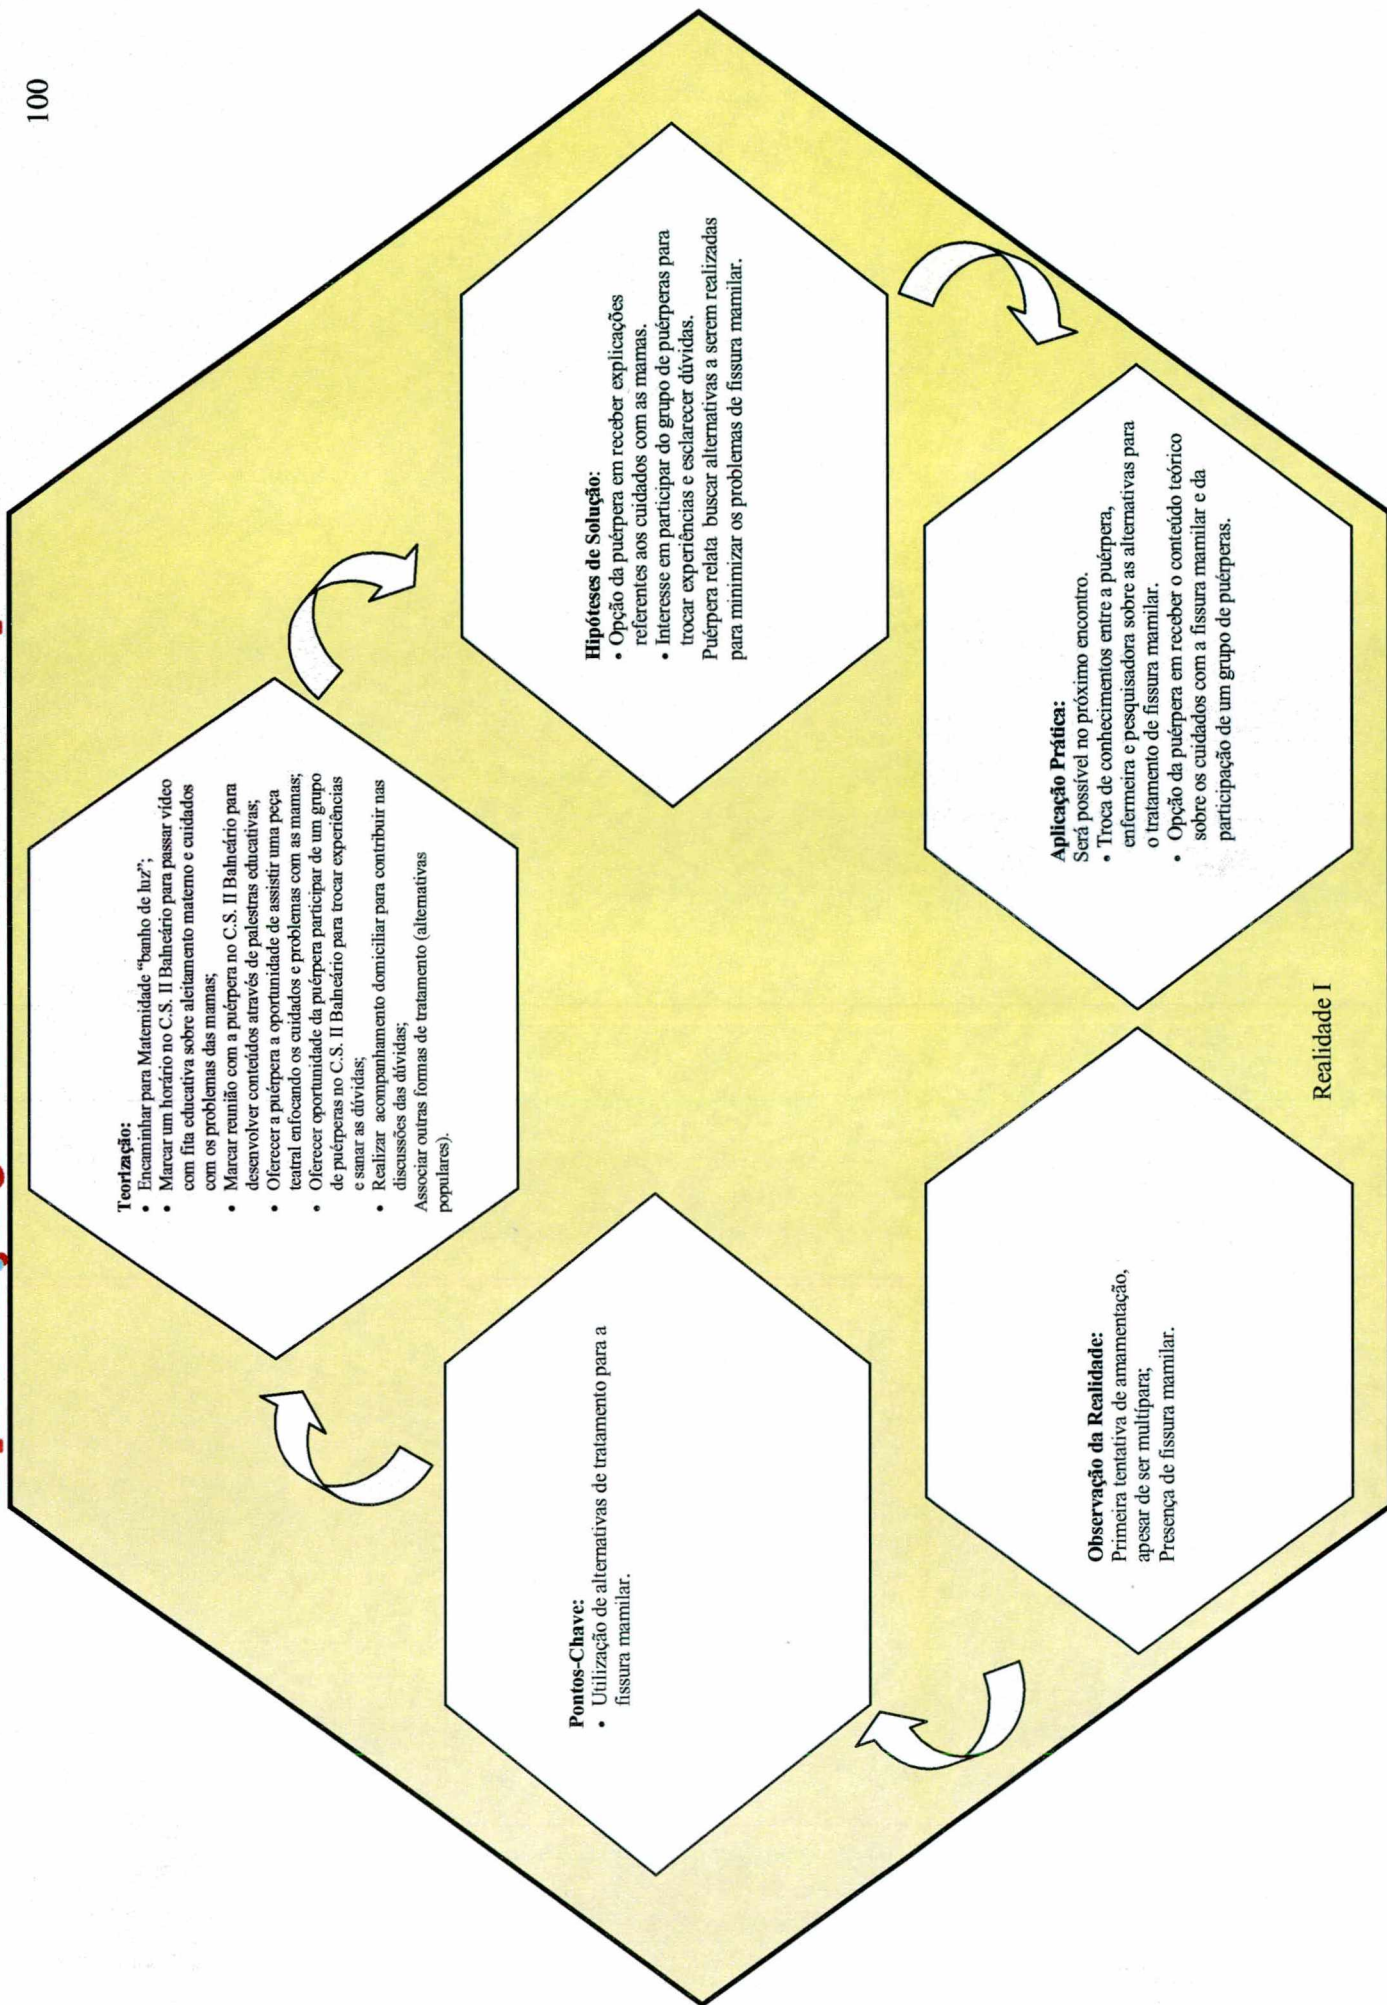 100
Teorização:
• Encaminhar para Maternidade “banho de luz”;
• Marcar um horário no C.S. II Balneário para passar vídeo
com fita educativa sobre aleitamento materno e cuidados
com os problemas das mamas;
• Marcar reunião com a puérpera no C.S. II Balneário para
desenvolver conteúdos através de palestras educativas;
• Oferecer a puérpera a oportunidade de assistir uma peça
teatral enfocando os cuidados e problemas com as mamas;
• Oferecer oportunidade da puérpera participar de um grupo
de puérperas no C.S. II Balneário para trocar experiências
e sanar as dúvidas;
• Realizar acompanhamento domiciliar para contribuir nas
discussões das dúvidas;
Associar outras formas de tratamento (alternativas
populares).
Pontos-Chave:
• Utilização de alternativas de tratamento para a
fissura mamilar.
Hipóteses de Solução:
• Opção da puérpera em receber explicações
referentes aos cuidados com as mamas.
• Interesse em participar do grupo de puérperas para
trocar experiências e esclarecer dúvidas.
Puérpera relata buscar alternativas a serem realizadas
para minimizar os problemas de fissura mamilar.
Observação da Realidade:
Primeira tentativa de amamentação,
apesar de ser multípara;
Presença de fissura mamilar.
Aplicação Prática:
Será possível no próximo encontro.
• Troca de conhecimentos entre a puérpera,
enfermeira e pesquisadora sobre as alternativas para
o tratamento de fissura mamilar.
• Opção da puérpera em receber o conteúdo teórico
sobre os cuidados com a fissura mamilar e da
participação de um grupo de puérperas.
Realidade I